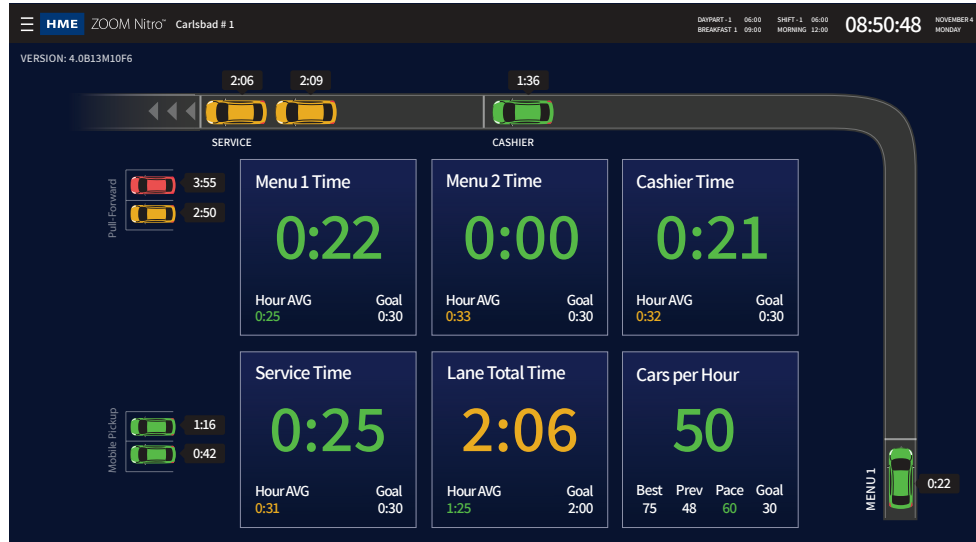 HME ZOOM Nitro™ Carlsbad # 1
DAYPART - 1 06:00 SHIFT - 1 06:00
BREAKFAST 1 09:00 MORNING 12:00
08:50:48
NOVEMBER 4
MONDAY
VERSION: 4.0B13M10F6
2:06 2:09 1:36
SERVICE CASHIER
Pull-Forward
3:55
2:50
Menu 1 Time
0:22
Hour AVG Goal
0:25 0:30
Menu 2 Time
0:00
Hour AVG Goal
0:33 0:30
Cashier Time
0:21
Hour AVG Goal
0:32 0:30
Mobile Pickup
1:16
0:42
Service Time
0:25
Hour AVG Goal
0:31 0:30
Lane Total Time
2:06
Hour AVG Goal
1:25 2:00
Cars per Hour
50
Best Prev Pace Goal
75 48 60 30
MENU 1
0:22